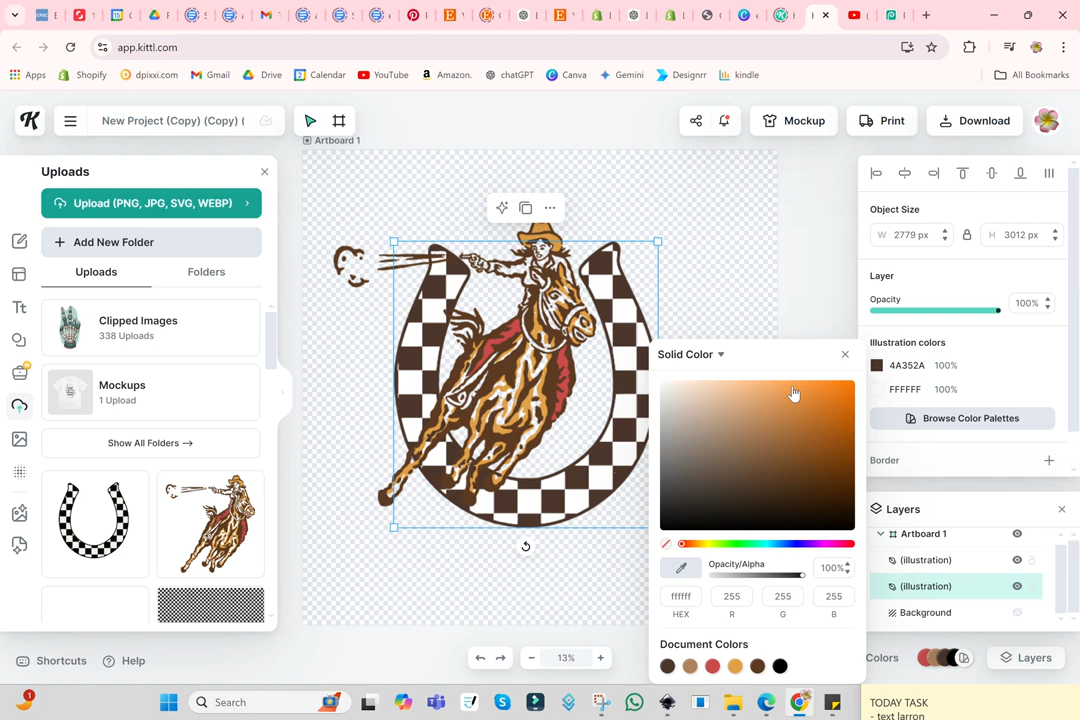 app.kittl.com
Apps
Shopify
dpixxi.com
Gmail
Drive
Calendar
YouTube
Amazon.
chatGPT
Canva
Gemini
Designrr
kindle
All Bookmarks
New Project (Copy) (Copy) (
Mockup
Print
Download
Artboard 1
Uploads
Upload (PNG, JPG, SVG, WEBP)
Add New Folder
Uploads
Folders
Clipped Images
338 Uploads
Mockups
1 Upload
Show All Folders →
Object Size
W 2779 px
H 3012 px
Layer
Opacity
100%
Illustration colors
4A352A 100%
FFFFFF 100%
Browse Color Palettes
Border
Solid Color
Opacity/Alpha
100%
ffffff 255 255 255
HEX R G B
Document Colors
Layers
Artboard 1
(illustration)
(illustration)
Background
Shortcuts
Help
13%
Colors
Layers
Search
TODAY TASK
- text larron